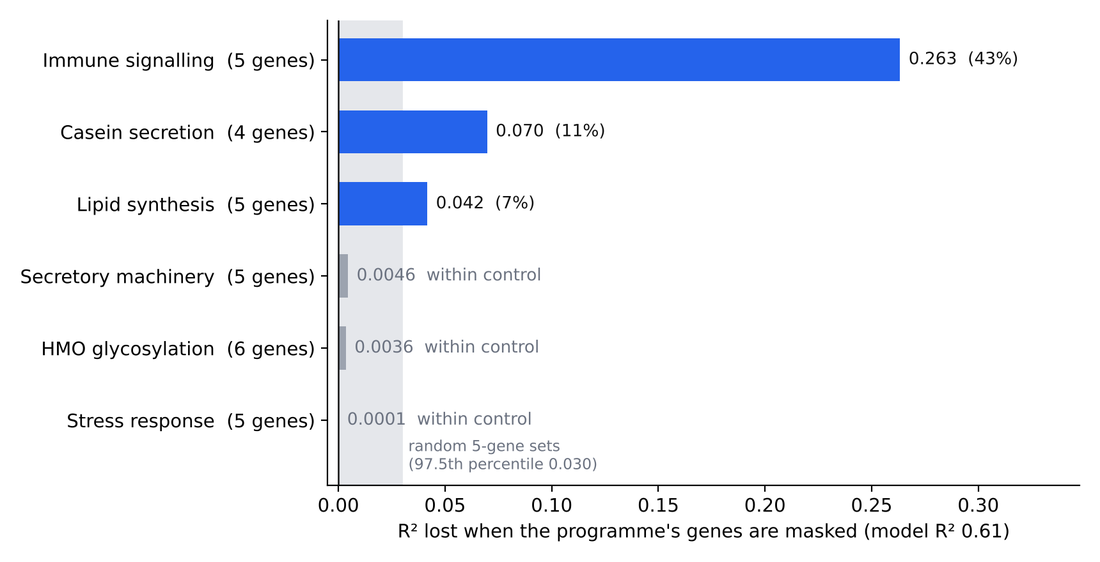 Immune signalling (5 genes) 0.263 (43%)
Casein secretion (4 genes) 0.070 (11%)
Lipid synthesis (5 genes) 0.042 (7%)
Secretory machinery (5 genes) 0.0046 within control
HMO glycosylation (6 genes) 0.0036 within control
Stress response (5 genes) 0.0001 within control
random 5-gene sets
(97.5th percentile 0.030)
0.00 0.05 0.10 0.15 0.20 0.25 0.30
R² lost when the programme's genes are masked (model R² 0.61)